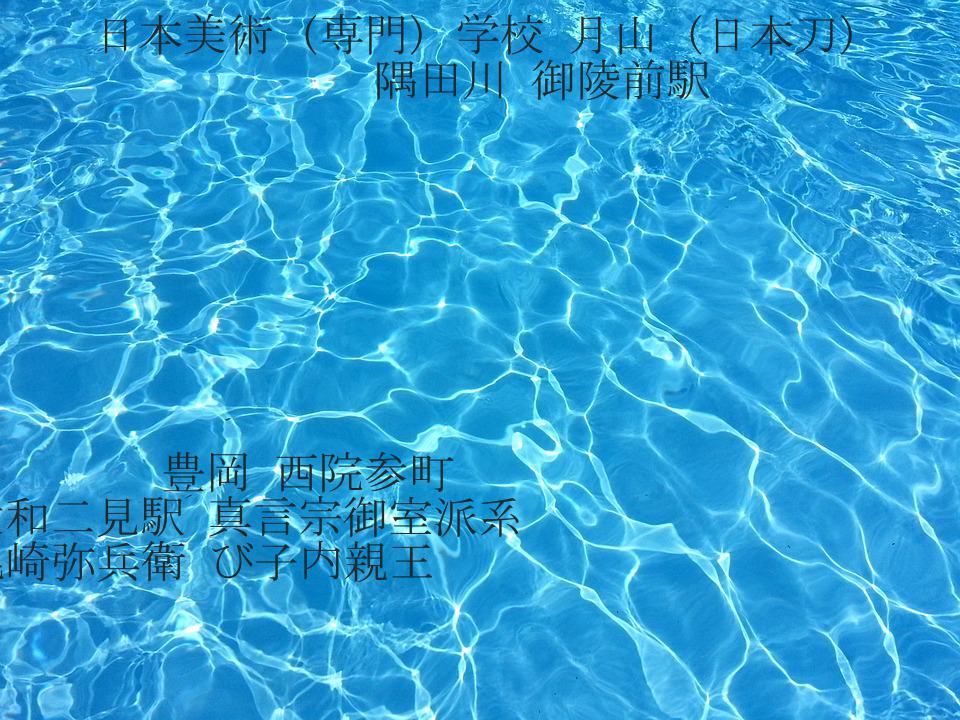 日本美術（専門）学校 月山（日本刀）
隅田川 御陵前駅
豊岡 西院参町
和二見駅 真言宗御室派系
崎弥兵衛 び子内親王